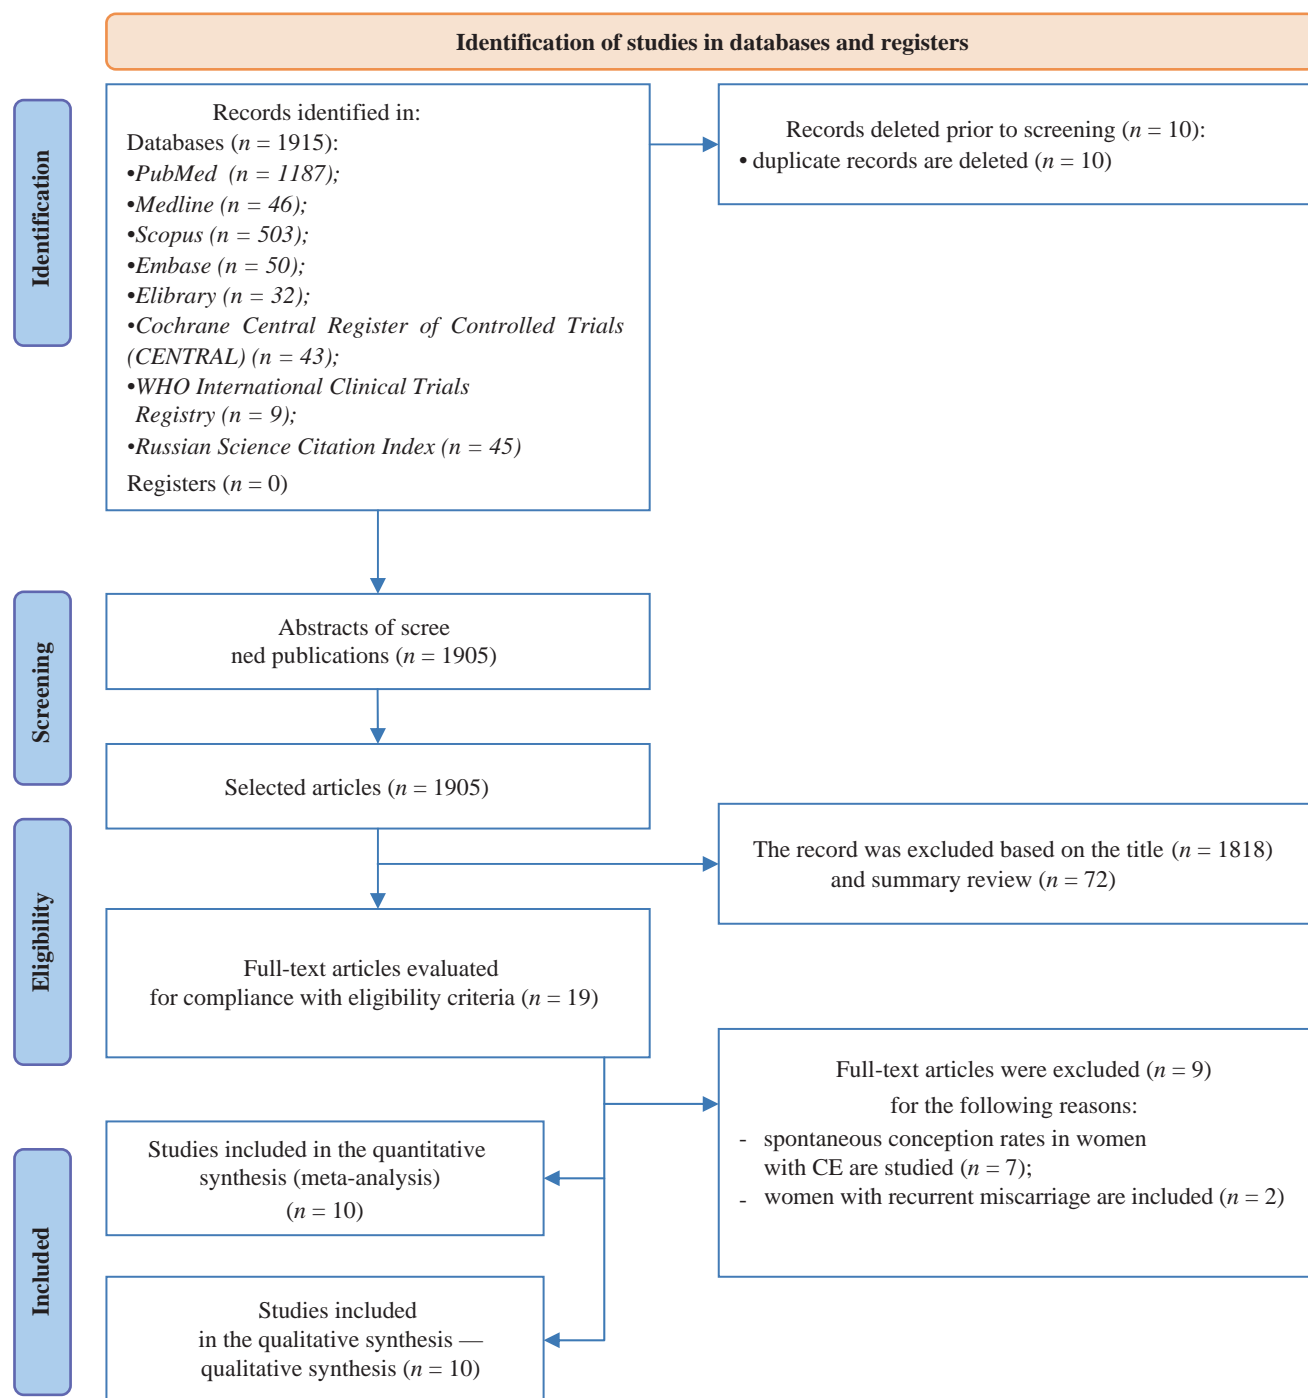 Identification of studies in databases and registers
Identification
Records identified in:
Databases (n = 1915):
•PubMed (n = 1187);
•Medline (n = 46);
•Scopus (n = 503);
•Embase (n = 50);
•Elibrary (n = 32);
•Cochrane Central Register of Controlled Trials
(CENTRAL) (n = 43);
•WHO International Clinical Trials
Registry (n = 9);
•Russian Science Citation Index (n = 45)
Registers (n = 0)
Records deleted prior to screening (n = 10):
• duplicate records are deleted (n = 10)
Screening
Abstracts of scree
ned publications (n = 1905)
Selected articles (n = 1905)
Eligibility
The record was excluded based on the title (n = 1818)
and summary review (n = 72)
Full-text articles evaluated
for compliance with eligibility criteria (n = 19)
Full-text articles were excluded (n = 9)
for the following reasons:
- spontaneous conception rates in women
with CE are studied (n = 7);
- women with recurrent miscarriage are included (n = 2)
Included
Studies included in the quantitative
synthesis (meta-analysis)
(n = 10)
Studies included
in the qualitative synthesis —
qualitative synthesis (n = 10)